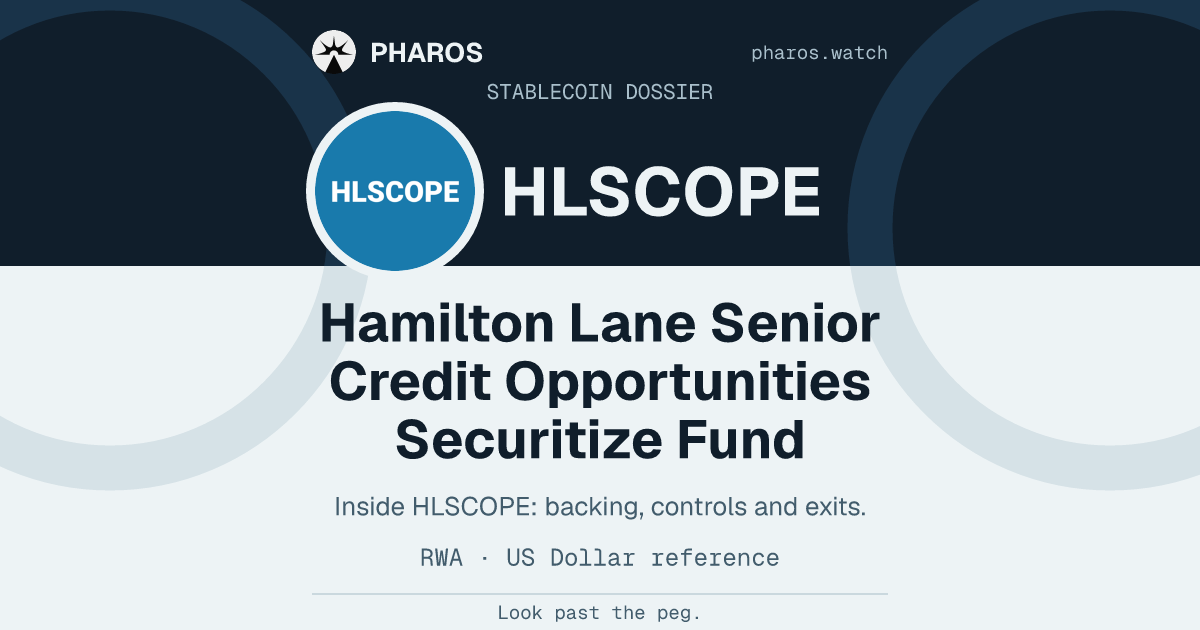 PHAROS
pharos.watch
STABLECOIN DOSSIER
HLSCOPE
HLSCOPE
Hamilton Lane Senior
Credit Opportunities
Securitize Fund
Inside HLSCOPE: backing, controls and exits.
RWA · US Dollar reference
Look past the peg.